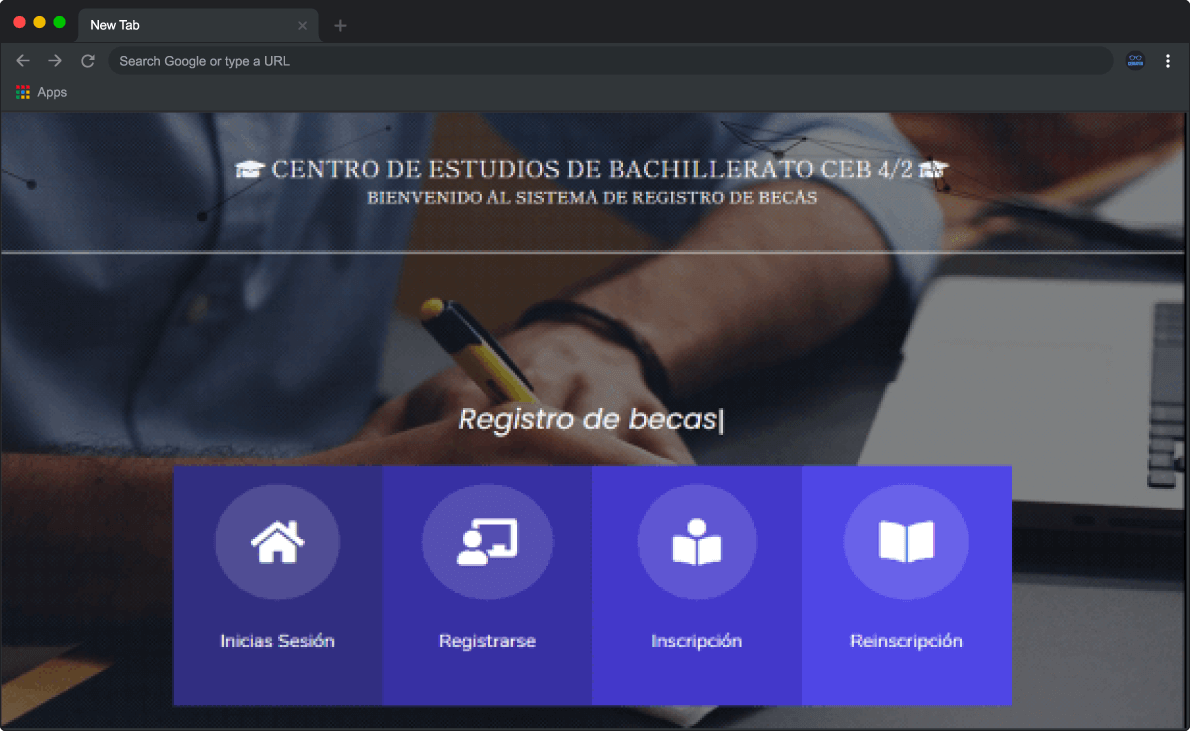 New Tab
Search Google or type a URL
Apps
CENTRO DE ESTUDIOS DE BACHILLERATO CEB 4/2
BIENVENIDO AL SISTEMA DE REGISTRO DE BECAS
Registro de becas|
Inicias Sesión
Registrarse
Inscripción
Reinscripción